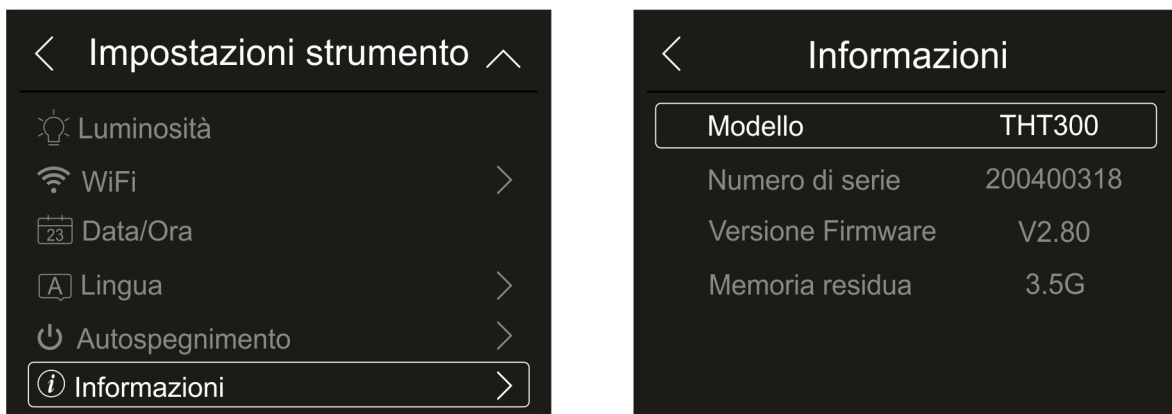 Impostazioni strumento
Luminosità
WiFi
23 Data/Ora
A Lingua
Autospegnimento
i Informazioni
Informazioni
Modello THT300
Numero di serie 200400318
Versione Firmware V2.80
Memoria residua 3.5G